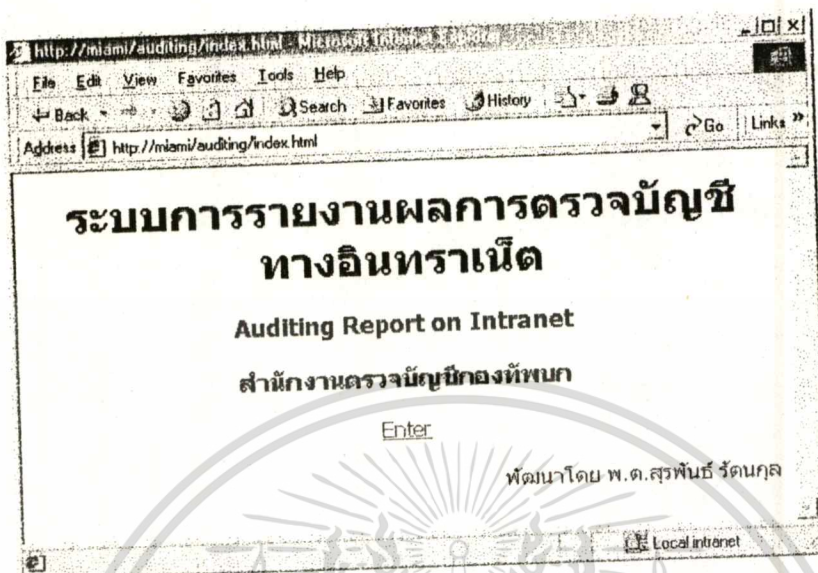 http://miami/auditing/index.html - Microsoft Internet Explorer
File Edit View Favorites Tools Help
Back Search Favorites History
Address http://miami/auditing/index.html Go Links »
ระบบการรายงานผลการตรวจบัญชี
ทางอินทราเน็ต
Auditing Report on Intranet
สำนักงานตรวจบัญชีกองทัพบก
Enter
พัฒนาโดย พ.ต.สุรพันธ์ รัตนกุล
Local intranet